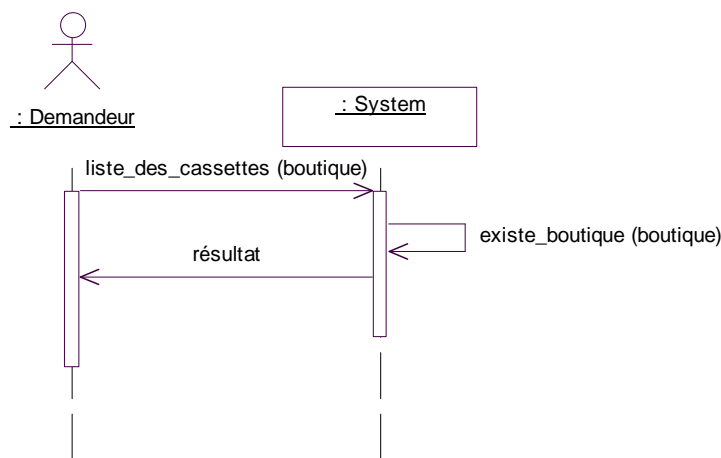 : Demandeur
: System
liste_des_cassettes (boutique)
existe_boutique (boutique)
résultat